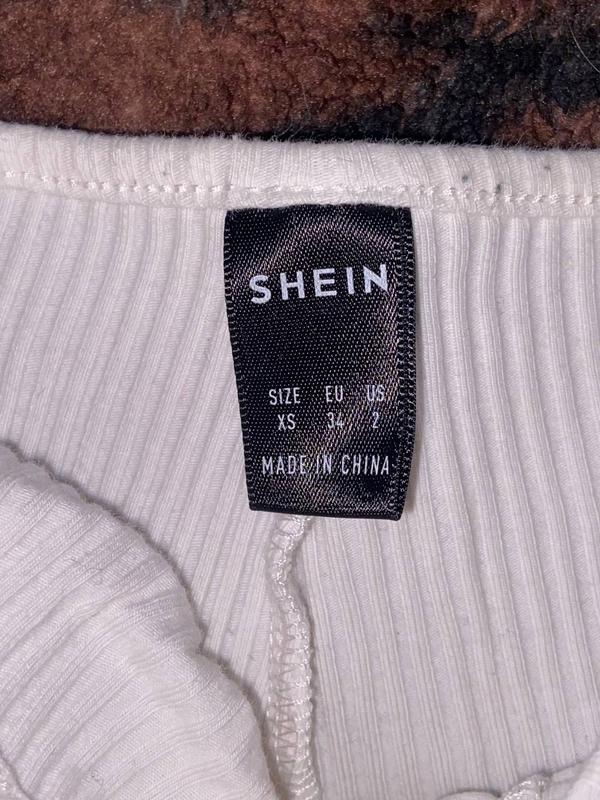 SHEIN
SIZE EU US
XS 34 2
MADE IN CHINA